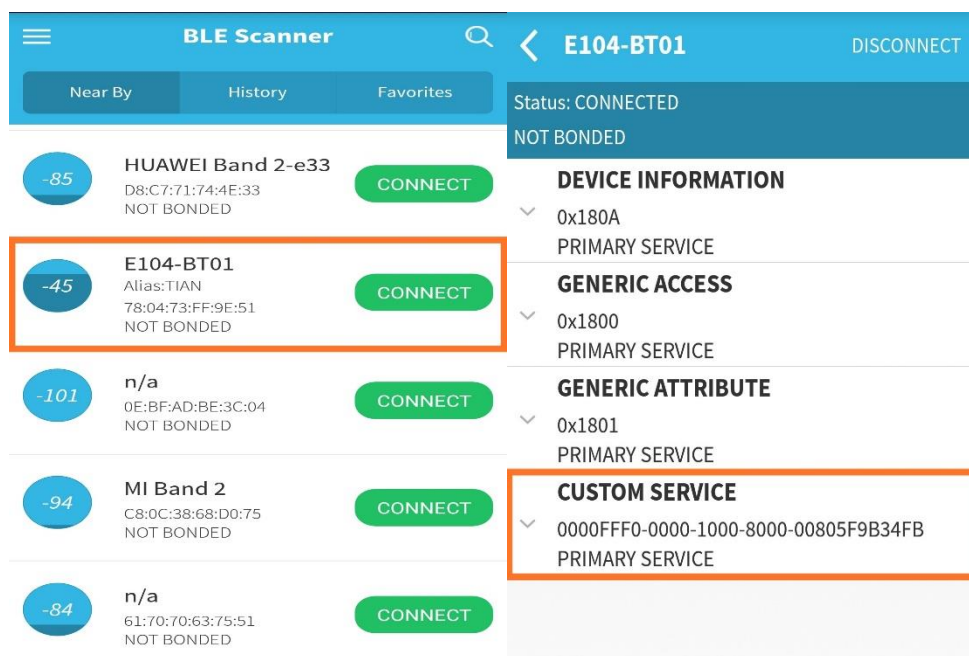 BLE Scanner
Near By
History
Favorites
-85
HUAWEI Band 2-e33
D8:C7:71:74:4E:33
NOT BONDED
CONNECT
-45
E104-BT01
Alias:TIAN
78:04:73:FF:9E:51
NOT BONDED
CONNECT
-101
n/a
0E:BF:AD:BE:3C:04
NOT BONDED
CONNECT
-94
MI Band 2
C8:0C:38:68:D0:75
NOT BONDED
CONNECT
-84
n/a
61:70:70:63:75:51
NOT BONDED
CONNECT
E104-BT01
DISCONNECT
Status: CONNECTED
NOT BONDED
DEVICE INFORMATION
0x180A
PRIMARY SERVICE
GENERIC ACCESS
0x1800
PRIMARY SERVICE
GENERIC ATTRIBUTE
0x1801
PRIMARY SERVICE
CUSTOM SERVICE
0000FFF0-0000-1000-8000-00805F9B34FB
PRIMARY SERVICE